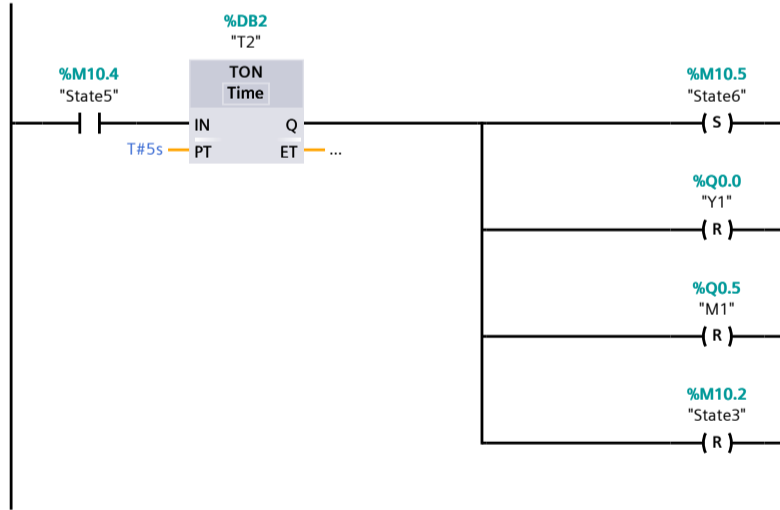 %DB2
"T2"
%M10.4
"State5"
TON
Time
%M10.5
"State6"
( S )
IN Q
T#5s PT ET ...
%Q0.0
"Y1"
( R )
%Q0.5
"M1"
( R )
%M10.2
"State3"
( R )